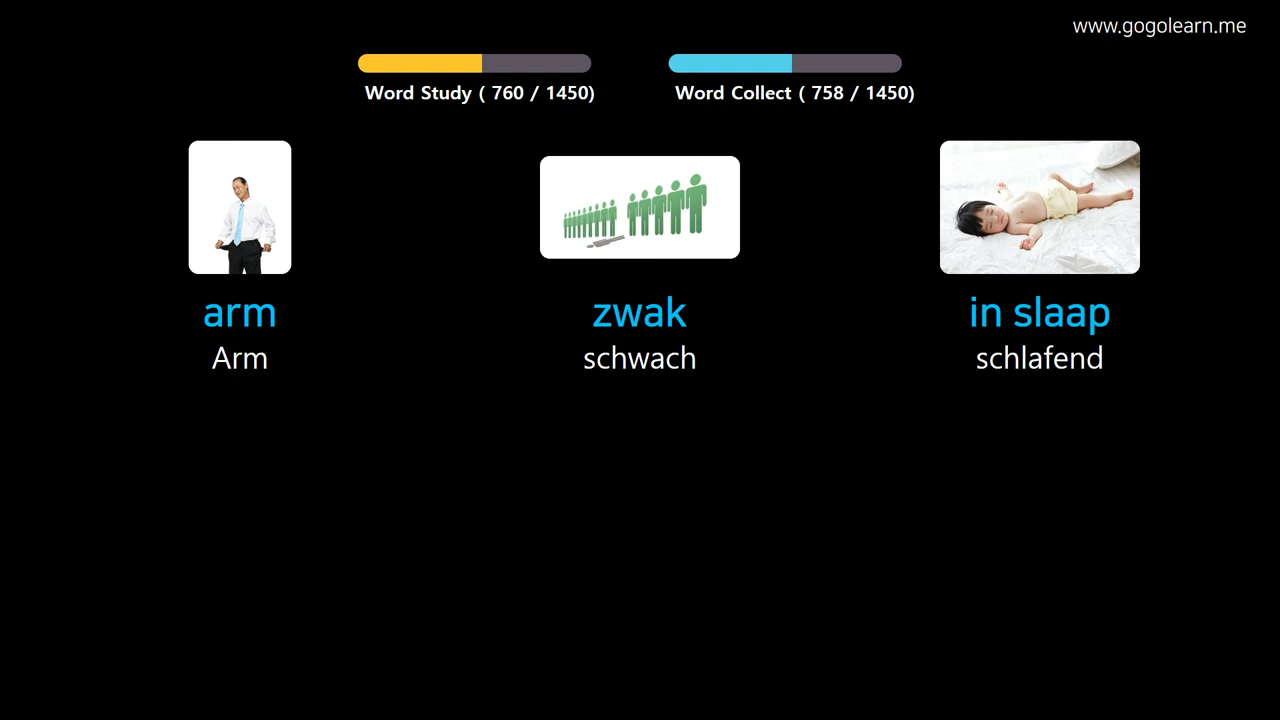 www.gogolearn.me
Word Study ( 760 / 1450)
Word Collect ( 758 / 1450)
arm
Arm
zwak
schwach
in slaap
schlafend